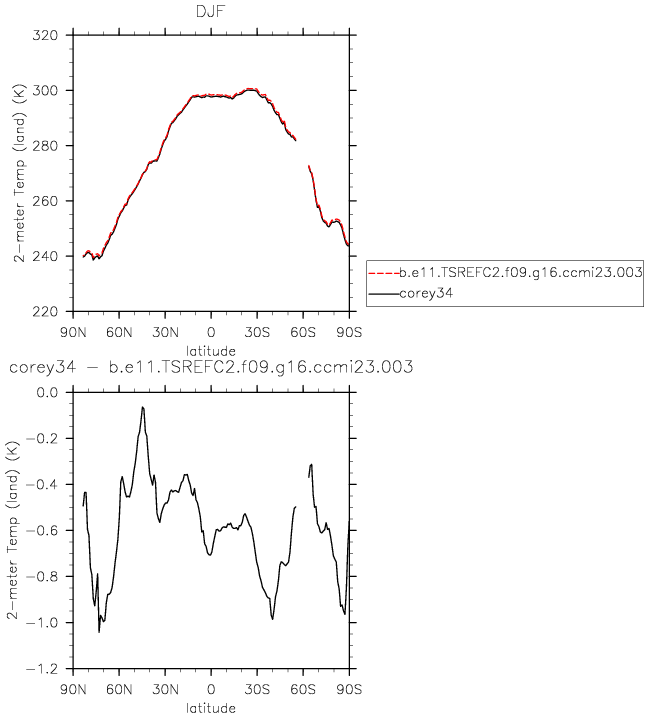 DJF
320
300
280
260
240
220
2-meter Temp (land) (K)
90N 60N 30N 0 30S 60S 90S
latitude
b.e11.TSREFC2.f09.g16.ccmi23.003
corey34
corey34 - b.e11.TSREFC2.f09.g16.ccmi23.003
0.0
-0.2
-0.4
-0.6
-0.8
-1.0
-1.2
2-meter Temp (land) (K)
90N 60N 30N 0 30S 60S 90S
latitude